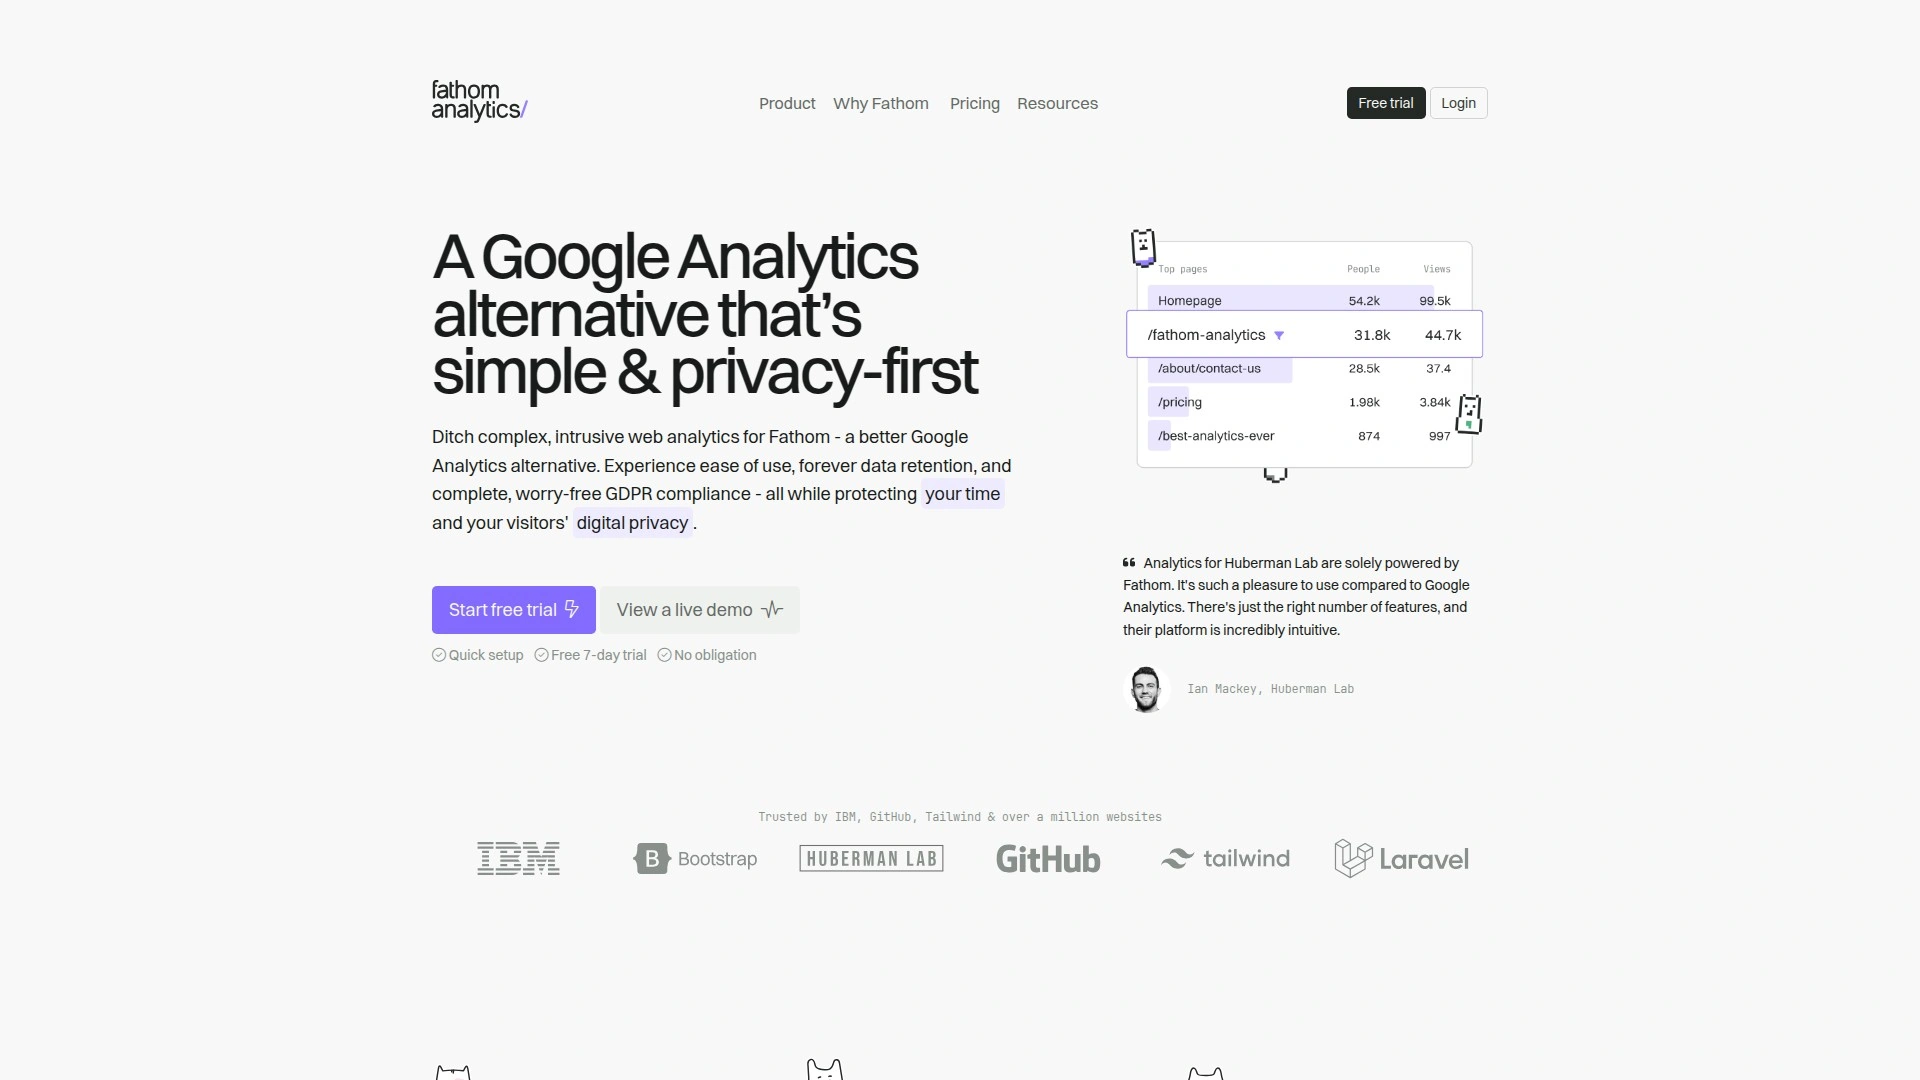 fathom
analytics/
Product Why Fathom Pricing Resources
Free trial Login
A Google Analytics
alternative that’s
simple & privacy-first
Ditch complex, intrusive web analytics for Fathom - a better Google
Analytics alternative. Experience ease of use, forever data retention, and
complete, worry-free GDPR compliance - all while protecting your time
and your visitors' digital privacy .
Start free trial View a live demo
Quick setup Free 7-day trial No obligation
Top pages People Views
Homepage 54.2k 99.5k
/fathom-analytics 31.8k 44.7k
/about/contact-us 28.5k 37.4
/pricing 1.98k 3.84k
/best-analytics-ever 874 997
“ Analytics for Huberman Lab are solely powered by
Fathom. It's such a pleasure to use compared to Google
Analytics. There's just the right number of features, and
their platform is incredibly intuitive.
Ian Mackey, Huberman Lab
Trusted by IBM, GitHub, Tailwind & over a million websites
IBM B Bootstrap HUBERMAN LAB GitHub tailwind Laravel